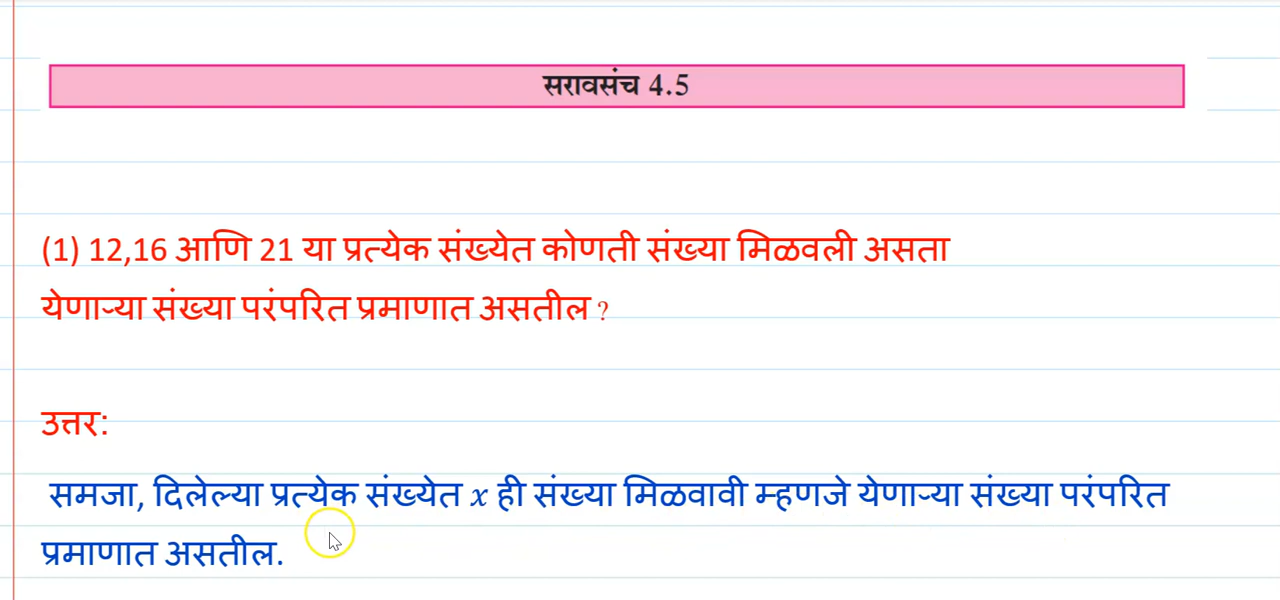 सरावसंच 4.5
(1) 12,16 आणि 21 या प्रत्येक संख्येत कोणती संख्या मिळवली असता
येणाऱ्या संख्या परंपरित प्रमाणात असतील ?
उत्तर:
समजा, दिलेल्या प्रत्येक संख्येत x ही संख्या मिळवावी म्हणजे येणाऱ्या संख्या परंपरित
प्रमाणात असतील.